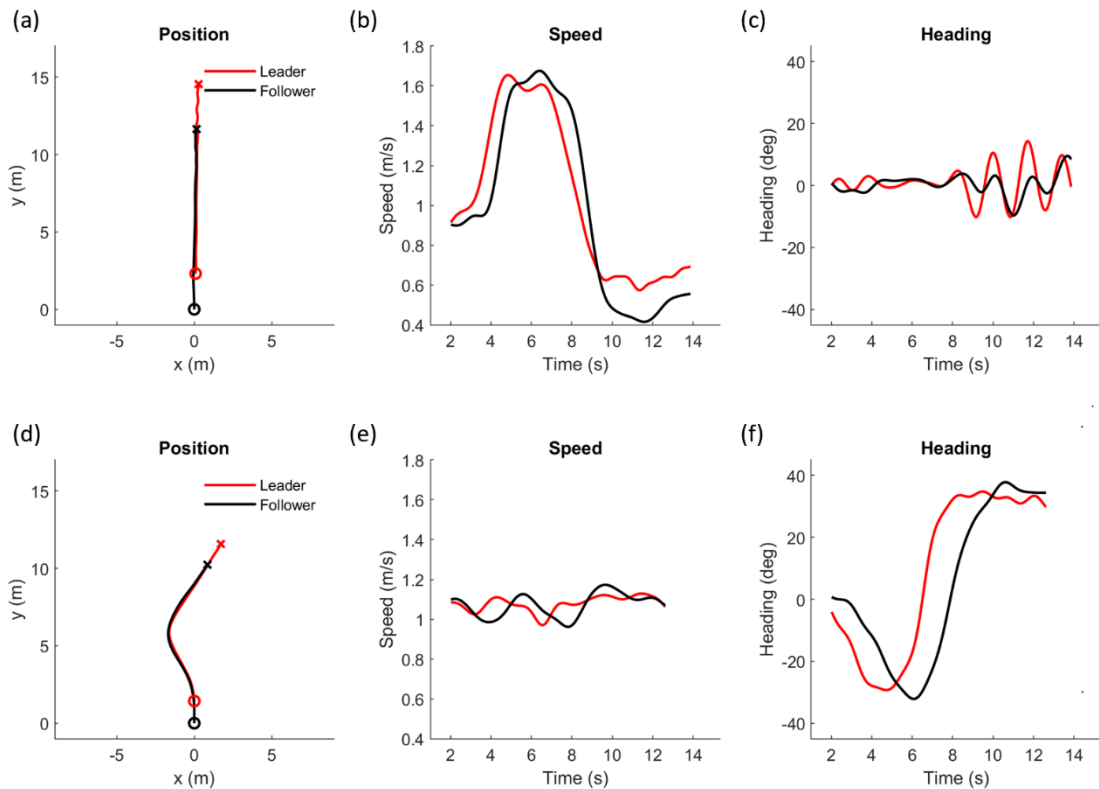 (a)
Position
y (m)
15
10
5
0
-5
0
5
x (m)
Leader
Follower
(b)
Speed
Speed (m/s)
1.8
1.6
1.4
1.2
1
0.8
0.6
0.4
2
4
6
8
10
12
14
Time (s)
(c)
Heading
Heading (deg)
40
20
0
-20
-40
2
4
6
8
10
12
14
Time (s)
(d)
Position
y (m)
15
10
5
0
-5
0
5
x (m)
Leader
Follower
(e)
Speed
Speed (m/s)
1.8
1.6
1.4
1.2
1
0.8
0.6
0.4
2
4
6
8
10
12
14
Time (s)
(f)
Heading
Heading (deg)
40
20
0
-20
-40
2
4
6
8
10
12
14
Time (s)